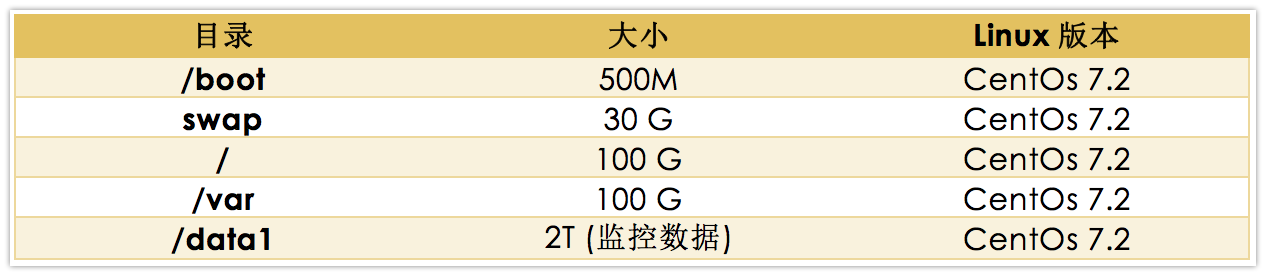 目录 大小 Linux 版本
/boot 500M CentOs 7.2
swap 30 G CentOs 7.2
/ 100 G CentOs 7.2
/var 100 G CentOs 7.2
/data1 2T (监控数据) CentOs 7.2